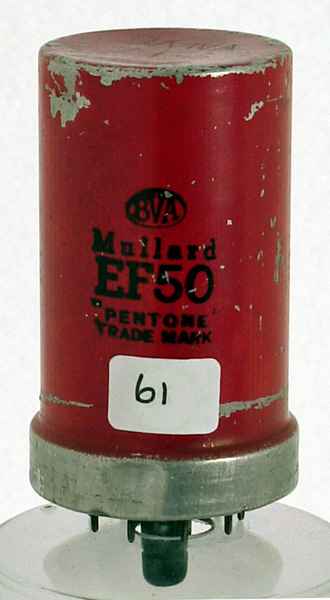 BVA
Mullard
EF50
"PENTONE"
TRADE MARK
61